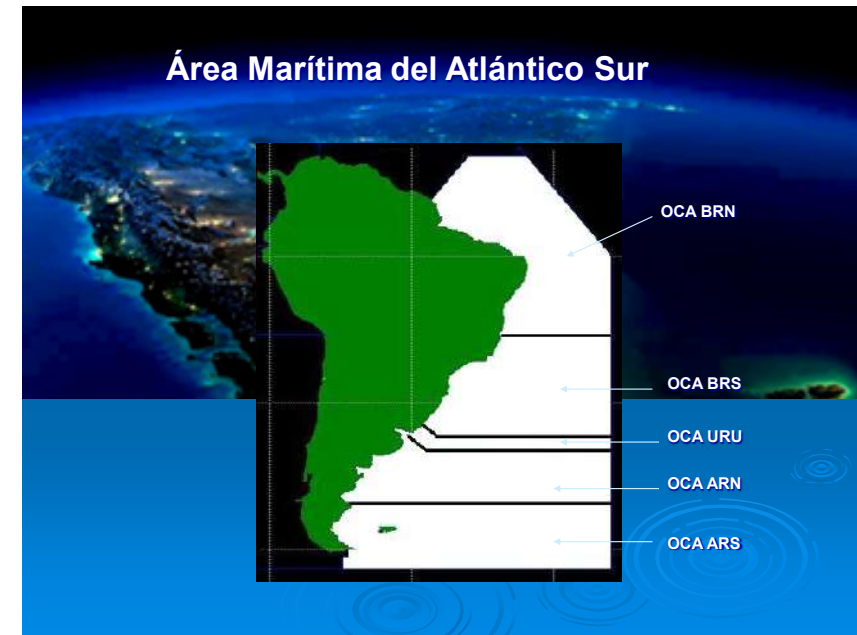 Área Marítima del Atlántico Sur
OCA BRN
OCA BRS
OCA URU
OCA ARN
OCA ARS